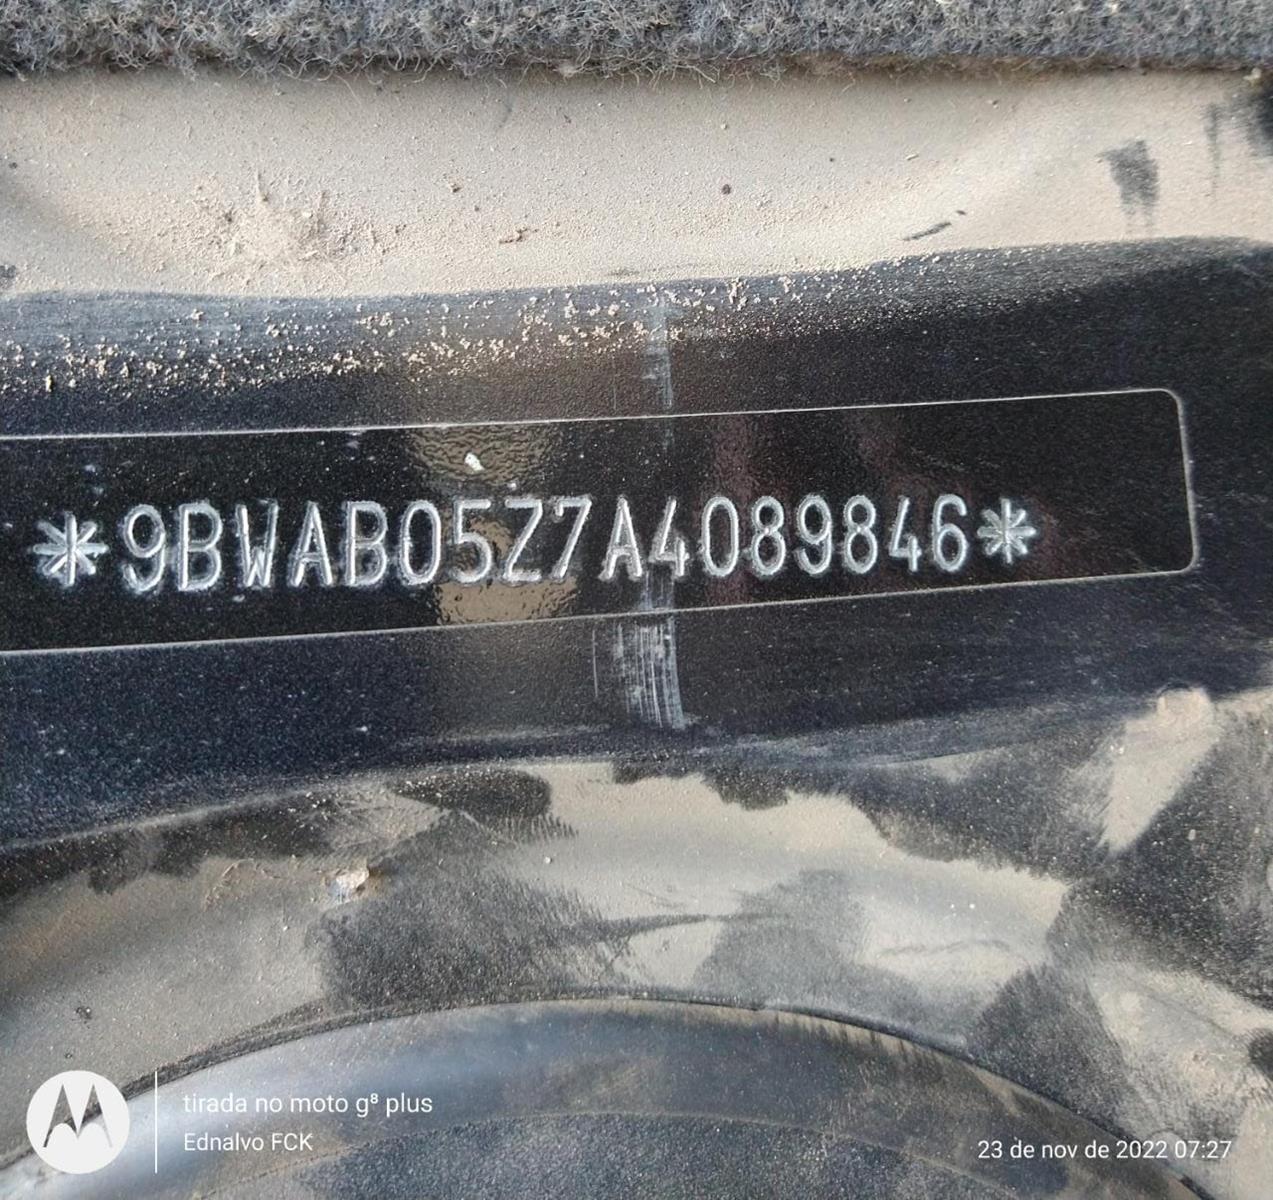 *9BWAB05Z7A4089846*
tirada no moto g⁸ plus
Ednalvo FCK
23 de nov de 2022 07:27